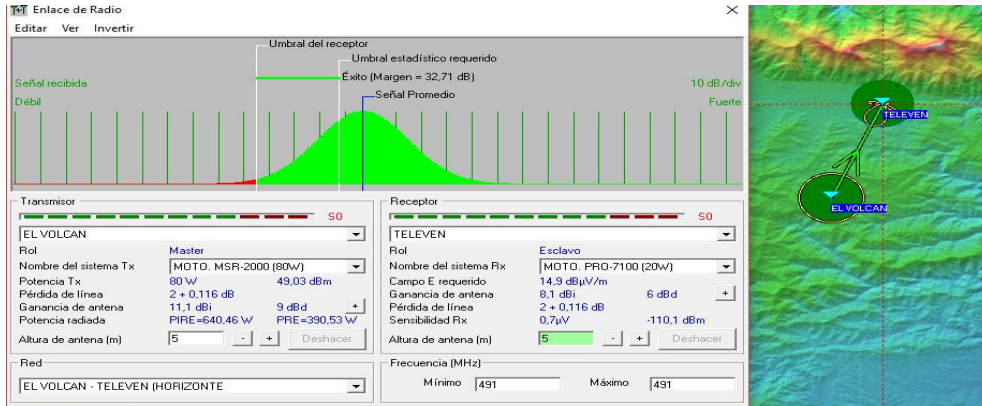 Enlace de Radio
Editar Ver Invertir
Umbral del receptor
Umbral estadístico requerido
Éxito (Margen = 32,71 dB)
Señal Promedio
Señal recibida
10 dB/div
Débil
Fuerte
Transmisor
S0
EL VOLCAN
Rol Master
Nombre del sistema Tx MOTO. MSR-2000 (80W)
Potencia Tx 80 W 49,03 dBm
Pérdida de línea 2 + 0,116 dB
Ganancia de antena 11,1 dBi 9 dBd +
Potencia radiada PIRE=640,46 W PRE=390,53 W
Altura de antena (m) 5 - + Deshacer
Receptor
S0
TELEVEN
Rol Esclavo
Nombre del sistema Rx MOTO. PRO-7100 (20W)
Campo E requerido 14,9 dBµV/m
Ganancia de antena 8,1 dBi 6 dBd +
Pérdida de línea 2 + 0,116 dB
Sensibilidad Rx 0,7µV -110,1 dBm
Altura de antena (m) 5 - + Deshacer
Red
EL VOLCAN - TELEVEN (HORIZONTE
Frecuencia (MHz)
Mínimo 491 Máximo 491
TELEVEN
EL VOLCAN